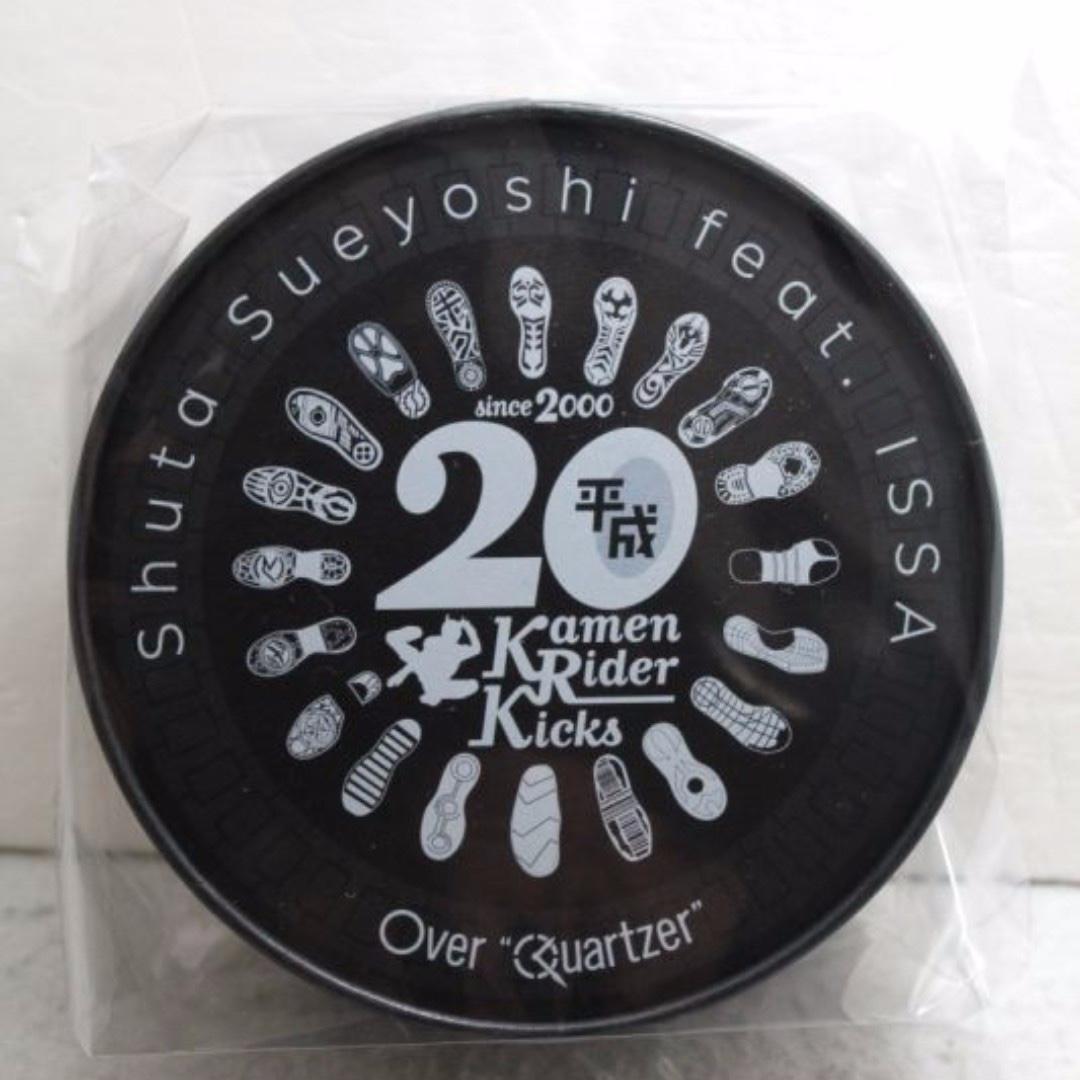 Shuta Sueyoshi feat. ISSA
since 2000
20
平成
Kamen
Rider
Kicks
Over "Quartzer"